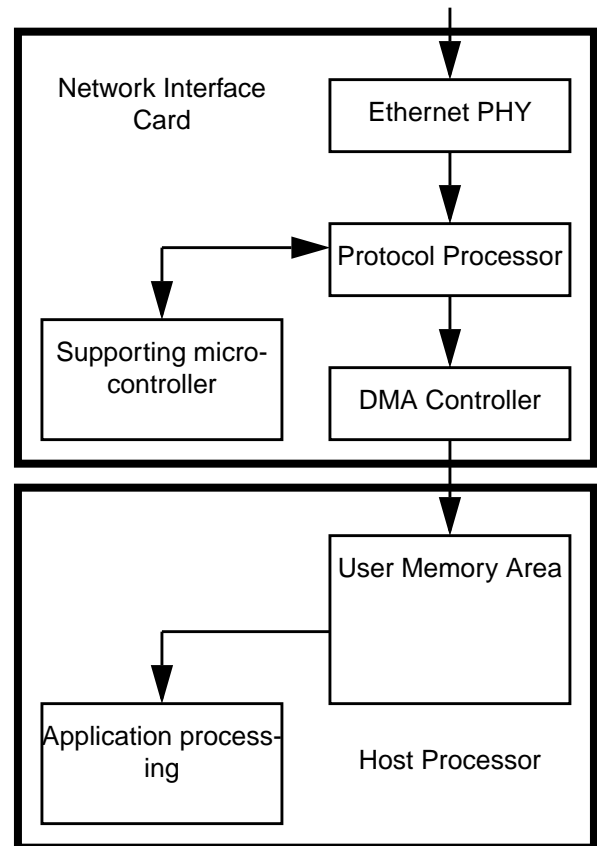 Network Interface
Card
Ethernet PHY
Protocol Processor
Supporting micro-
controller
DMA Controller
User Memory Area
Application process-
ing
Host Processor